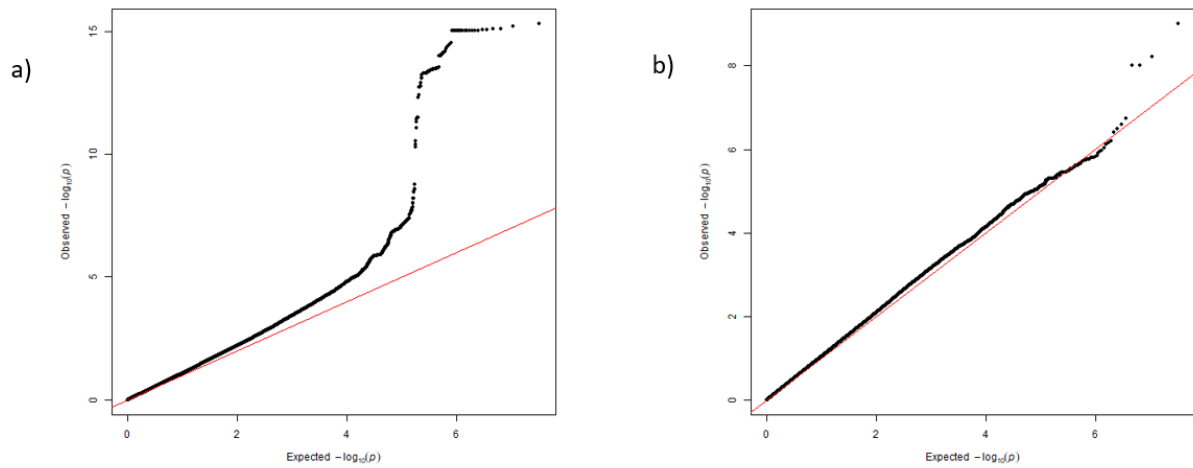 a)
15
10
5
0
Observed −log₁₀(p)
0 2 4 6
Expected −log₁₀(p)
b)
8
6
4
2
0
Observed −log₁₀(p)
0 2 4 6
Expected −log₁₀(p)